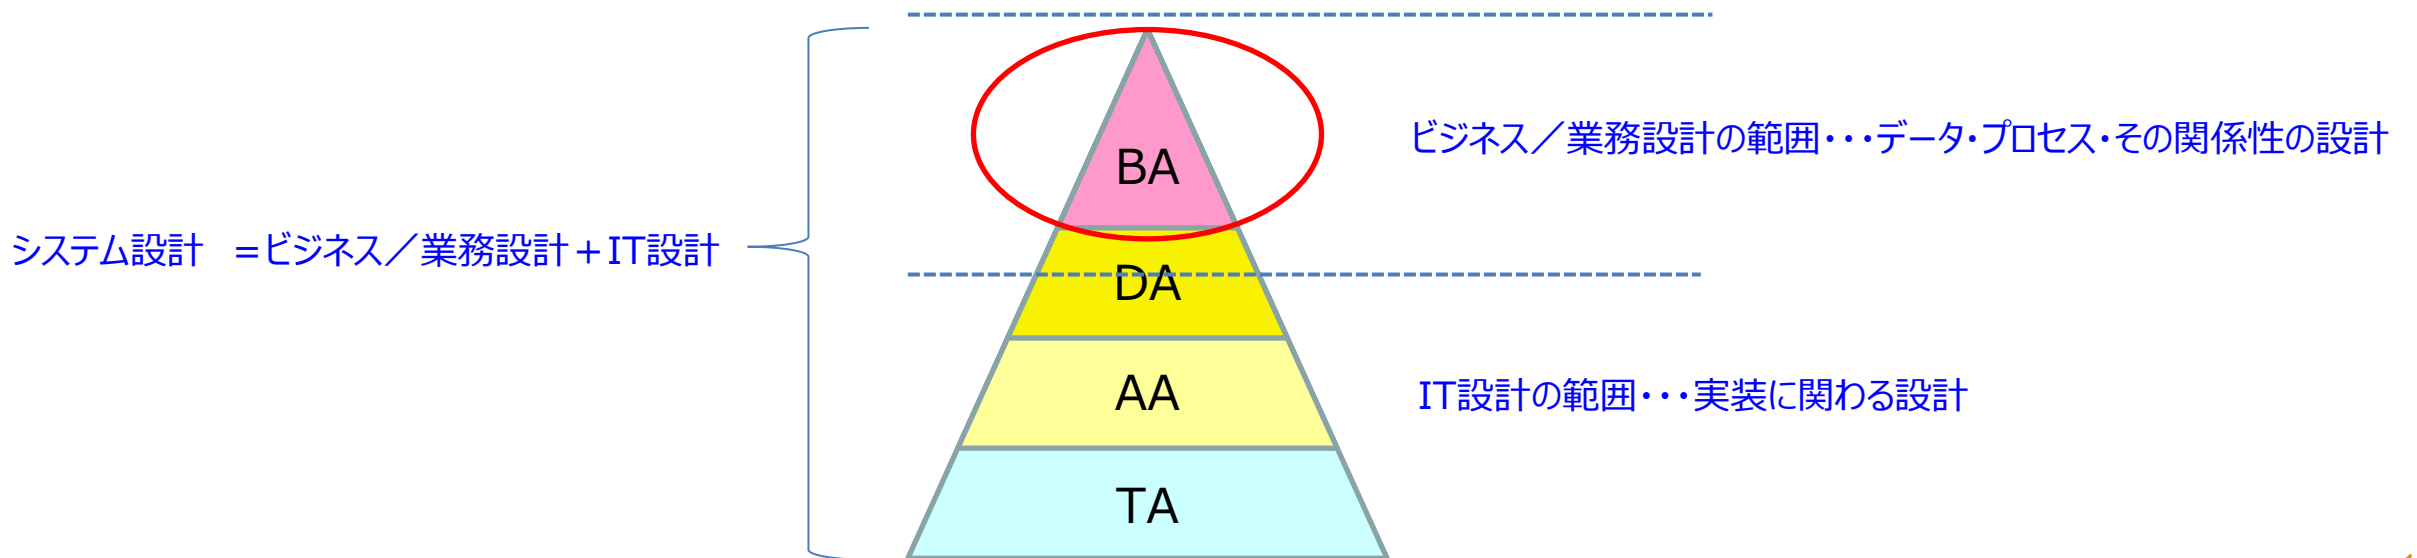 BA
ビジネス／業務設計の範囲・・・データ・プロセス・その関係性の設計
システム設計　＝ビジネス／業務設計＋IT設計
DA
AA
IT設計の範囲・・・実装に関わる設計
TA